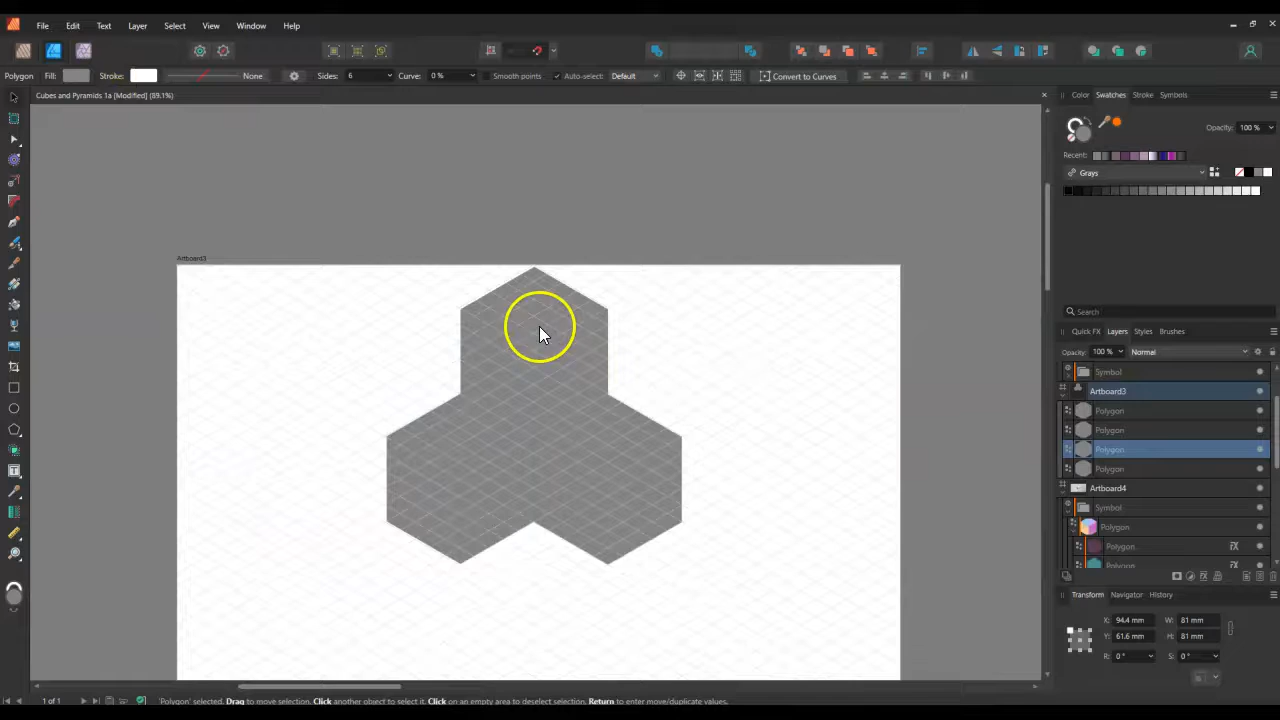 File Edit Text Layer Select View Window Help
Polygon Fill: Stroke: None Sides: 6 Curve: 0 % Smooth points Auto-select: Default Convert to Curves
Cubes and Pyramids 1a [Modified] (89.1%)
Color Swatches Stroke Symbols
Opacity: 100 %
Recent:
Grays
Artboard3
Search
Quick FX Layers Styles Brushes
Opacity: 100 % Normal
Symbol
Artboard3
Polygon
Polygon
Polygon
Polygon
Artboard4
Symbol
Polygon
Polygon
Polygon
Transform Navigator History
X: 94.4 mm W: 81 mm
Y: 61.6 mm H: 81 mm
R: 0 ° S: 0 °
1 of 1 'Polygon' selected. Drag to move selection. Click another object to select it. Click on an empty area to deselect selection. Return to enter move/duplicate values.